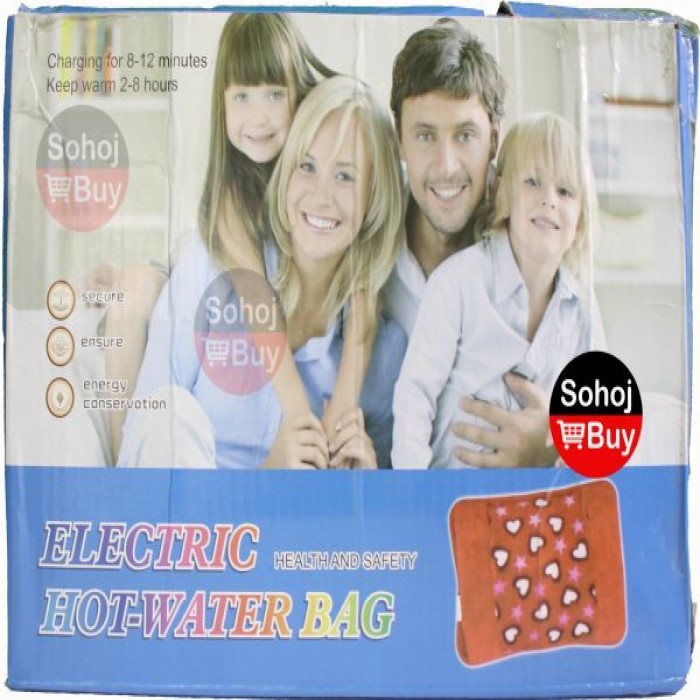 Charging for 8-12 minutes
Keep warm 2-8 hours
Sohoj
Buy
secure
ensure
energy
conservation
Sohoj
Buy
Sohoj
Buy
ELECTRIC HEALTH AND SAFETY
HOT-WATER BAG